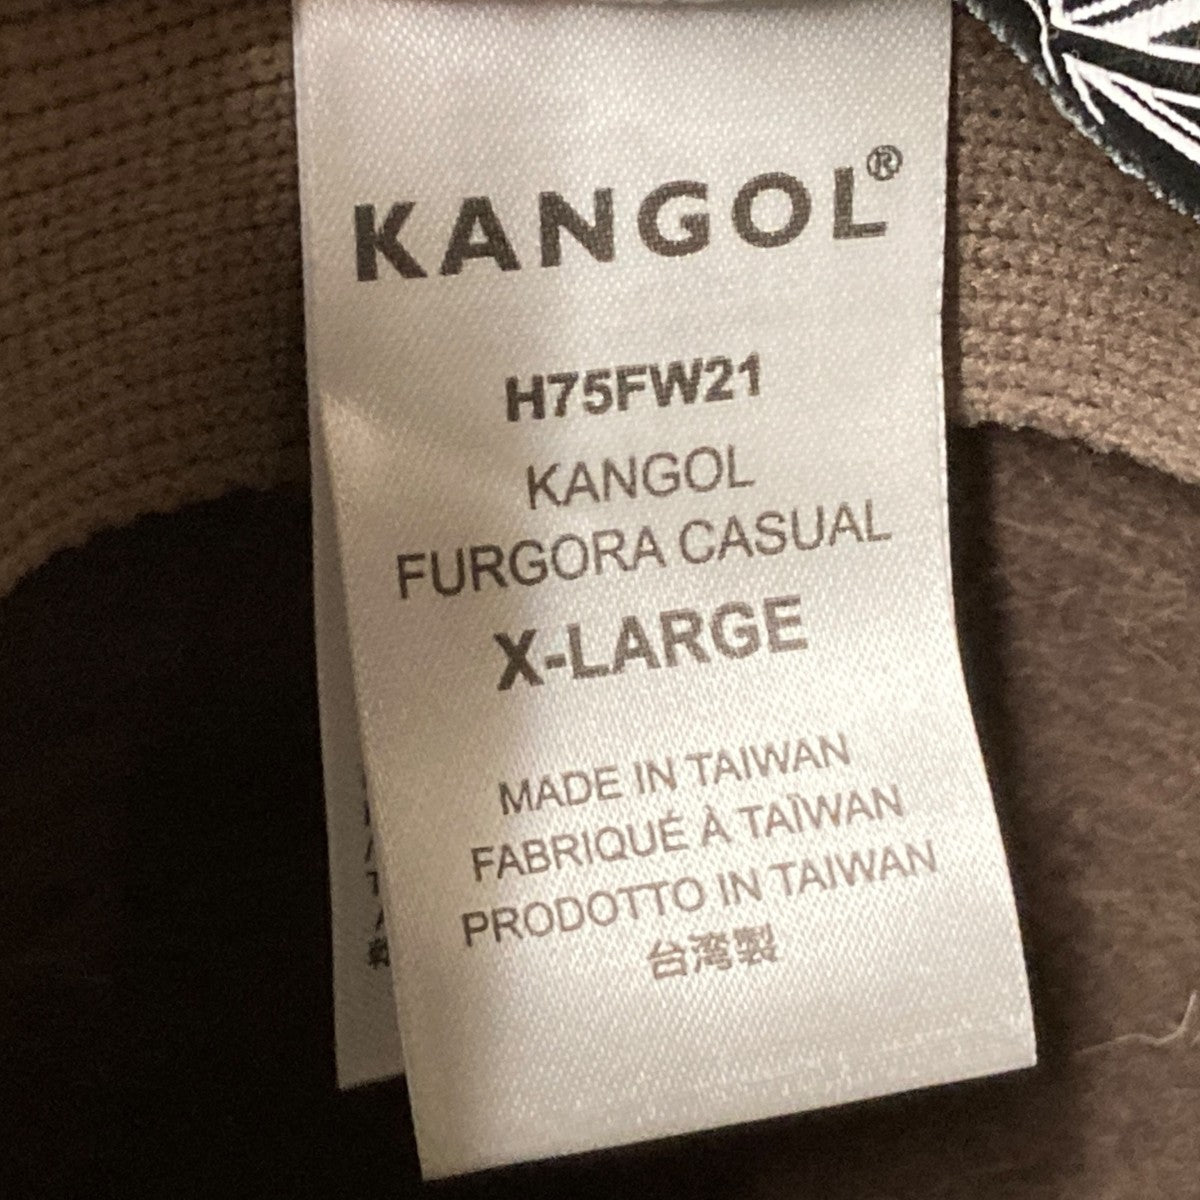 KANGOL®
H75FW21
KANGOL
FURGORA CASUAL
X-LARGE
MADE IN TAIWAN
FABRIQUÉ À TAÏWAN
PRODOTTO IN TAIWAN
台湾製